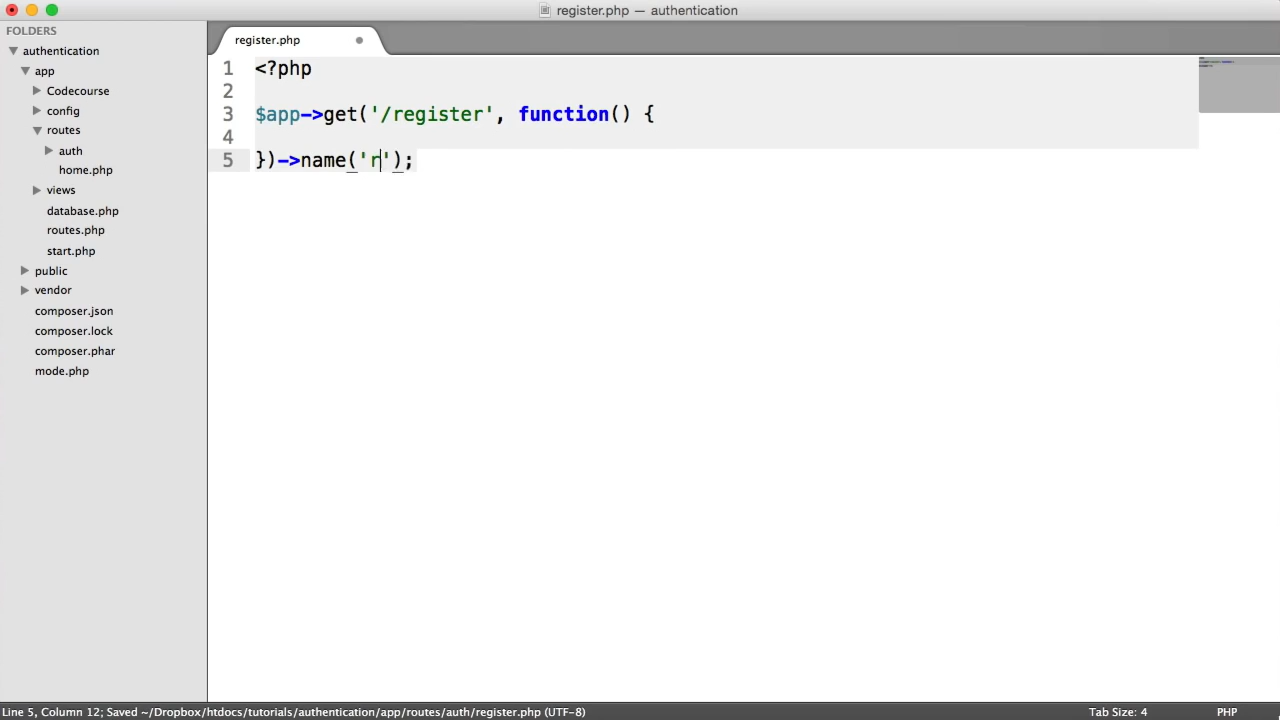 register.php — authentication
FOLDERS
authentication
app
Codecourse
config
routes
auth
home.php
views
database.php
routes.php
start.php
public
vendor
composer.json
composer.lock
composer.phar
mode.php
register.php
1 <?php
2
3 $app->get('/register', function() {
4
5 })->name('r');
Line 5, Column 12; Saved ~/Dropbox/htdocs/tutorials/authentication/app/routes/auth/register.php (UTF-8)
Tab Size: 4
PHP